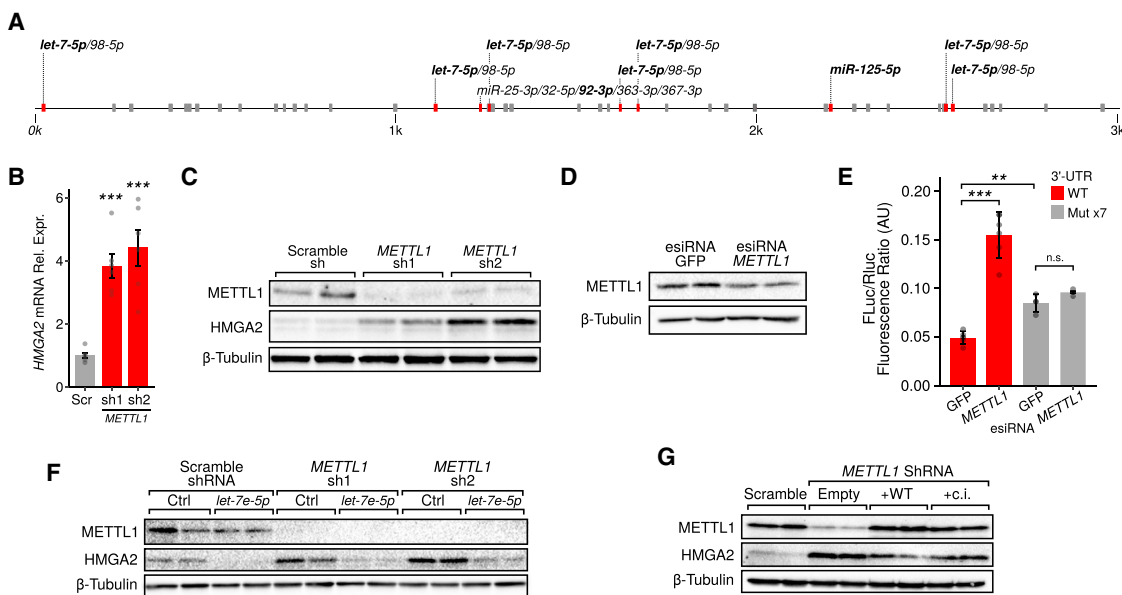 A
let-7-5p/98-5p
let-7-5p/98-5p
let-7-5p/98-5p
let-7-5p/98-5p
let-7-5p/98-5p
let-7-5p/98-5p
miR-125-5p
let-7-5p/98-5p
miR-25-3p/32-5p/92-3p/363-3p/367-3p
0k
1k
2k
3k
B
HMGA2 mRNA Rel. Expr.
6
4
2
0
***
***
Scr
sh1
sh2
METTL1
C
Scramble
sh
METTL1
sh1
METTL1
sh2
METTL1
HMGA2
β-Tubulin
D
esiRNA
GFP
esiRNA
METTL1
METTL1
β-Tubulin
E
FLuc/Rluc
Fluorescence Ratio (AU)
0.20
0.15
0.10
0.05
0.00
**
***
n.s.
3'-UTR
WT
Mut x7
GFP
METTL1
GFP
METTL1
esiRNA
F
Scramble
shRNA
METTL1
sh1
METTL1
sh2
Ctrl
let-7e-5p
Ctrl
let-7e-5p
Ctrl
let-7e-5p
METTL1
HMGA2
β-Tubulin
G
METTL1 ShRNA
Scramble
Empty
+WT
+c.i.
METTL1
HMGA2
β-Tubulin